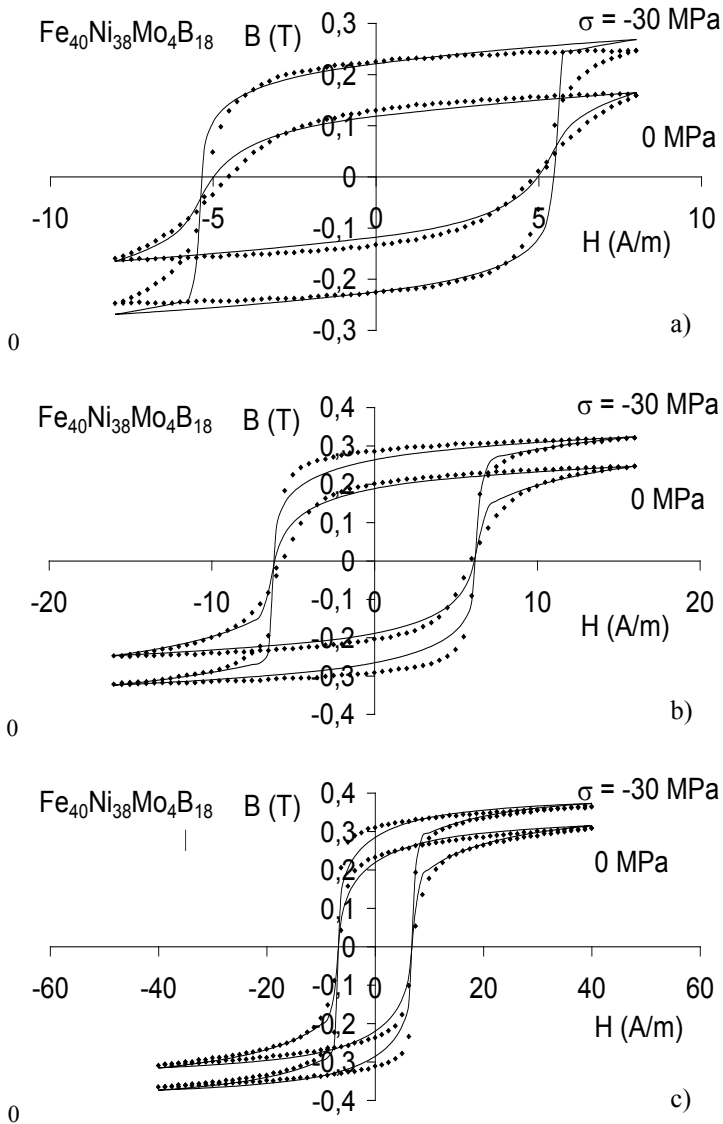 Fe40Ni38Mo4B18 B (T) 0,3 σ = -30 MPa
0,2
0,1 0 MPa
0
-10 -5 0 5 10
-0,1 H (A/m)
-0,2
-0,3 a)
0
Fe40Ni38Mo4B18 B (T) 0,4 σ = -30 MPa
0,3
0,2 0 MPa
0,1
0
-20 -10 0 10 20
-0,1
-0,2 H (A/m)
-0,3
-0,4 b)
0
Fe40Ni38Mo4B18 B (T) 0,4 σ = -30 MPa
0,3
0,2 0 MPa
0,1
0
-60 -40 -20 0 20 40 60
-0,1
-0,2 H (A/m)
-0,3
-0,4 c)
0